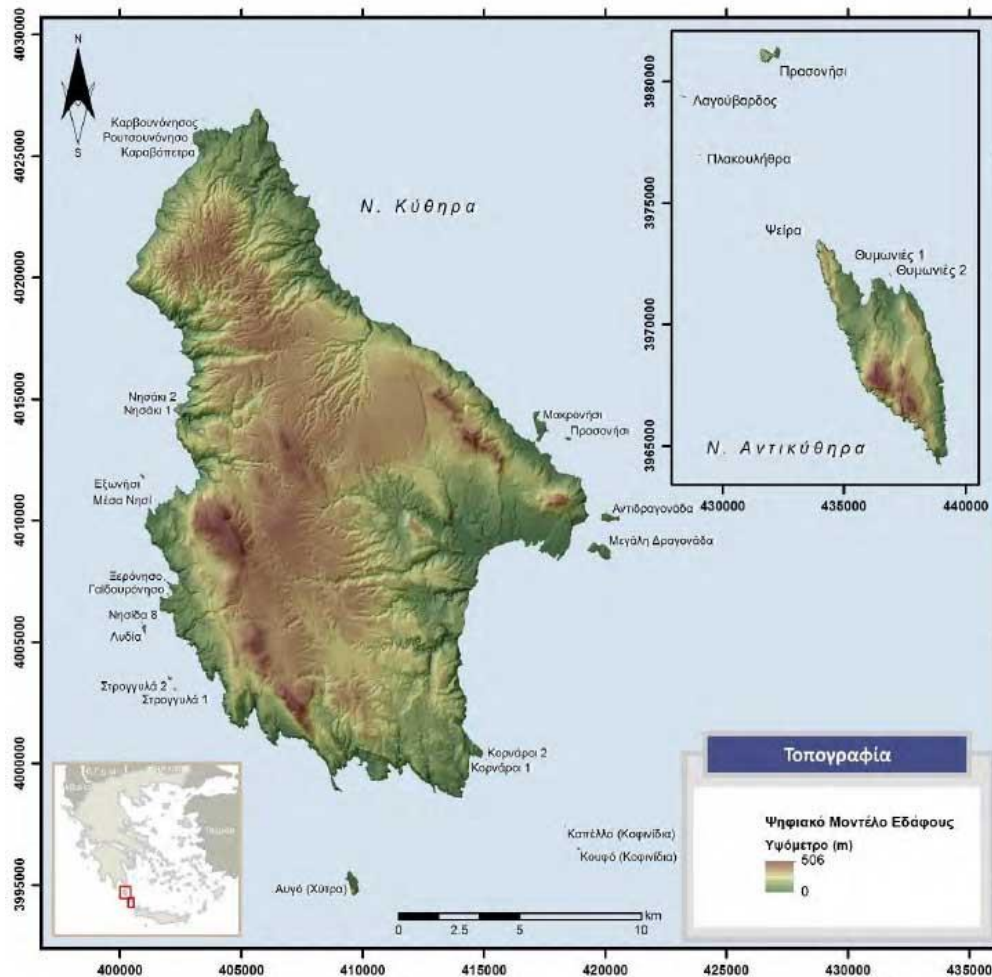 N
S
Καρβουνόνησος
Ρουτσουνόνησο
Καραβόπετρα
Ν. Κύθηρα
Νησάκι 2
Νησάκι 1
Μακρονήσι
Πρασονήσι
Εξωνήσι
Μέσα Νησί
Αντιδραγονάδα
Μεγάλη Δραγονάδα
Ξερόνησο
Γαϊδουρόνησο
Νησίδα 8
Λυδία
Στρογγυλά 2
Στρογγυλά 1
Κορνάροι 2
Κορνάροι 1
Καπέλλο (Κοφινίδια)
Κουφό (Κοφινίδια)
Αυγό (Χύτρα)
Πρασονήσι
Λαγούβαρδος
Πλακουλήθρα
Ψείρα
Θυμωνιές 1
Θυμωνιές 2
Ν. Αντικύθηρα
3980000
3975000
3970000
3965000
430000 435000 440000
Τοπογραφία
Ψηφιακό Μοντέλο Εδάφους
Υψόμετρο (m)
506
0
km
0 2.5 5 10
4030000
4025000
4020000
4015000
4010000
4005000
4000000
3995000
400000 405000 410000 415000 420000 425000 430000 435000